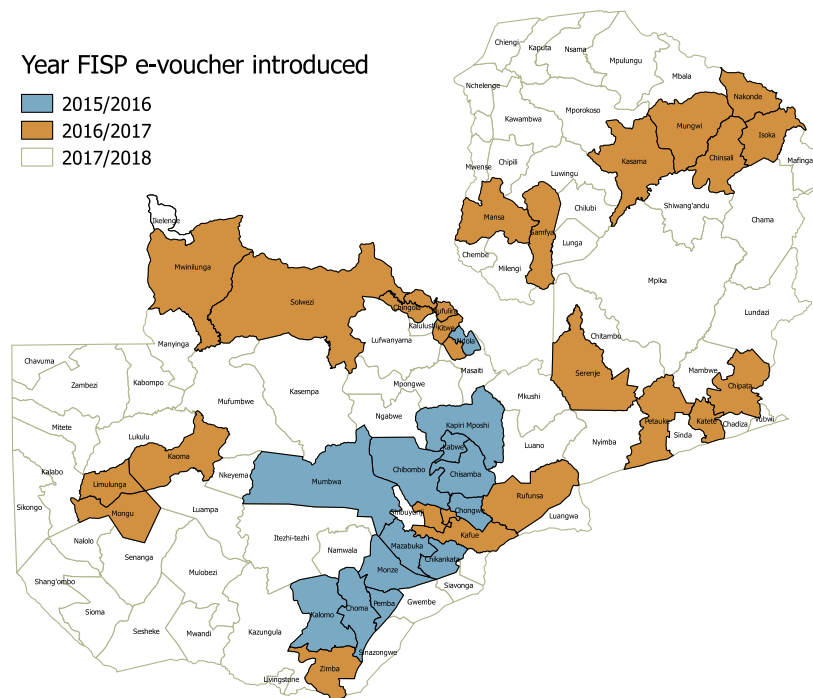 Year FISP e-voucher introduced
2015/2016
2016/2017
2017/2018
Chiengi
Kaputa
Nsama
Mpulungu
Mbala
Nchelenge
Nakonde
Kawambwa
Mporokoso
Mungwi
Isoka
Kasama
Chinsali
Mafinga
Mwense
Chipili
Luwingu
Ikelenge
Mansa
Samfya
Chilubi
Shiwang'andu
Chama
Mwinilunga
Chembe
Lunga
Milengi
Mpika
Solwezi
Chingola
Mufulira
Kalulushi
Kitwe
Ndola
Lufwanyama
Lundazi
Chitambo
Manyinga
Masaiti
Serenje
Mambwe
Chavuma
Zambezi
Kabompo
Kasempa
Mpongwe
Mkushi
Chipata
Mufumbwe
Ngabwe
Petauke
Katete
Chadiza
Vubwi
Mitete
Kapiri Mposhi
Sinda
Lukulu
Luano
Nyimba
Kaoma
Kabwe
Kalabo
Nkeyema
Chibombo
Chisamba
Limulunga
Mumbwa
Rufunsa
Sikongo
Mongu
Luampa
Shibuyunji
Chongwe
Luangwa
Nalolo
Itezhi-tezhi
Kafue
Senanga
Namwala
Mazabuka
Chikankata
Mulobezi
Monze
Shang'ombo
Siavonga
Sioma
Kalomo
Choma
Pemba
Gwembe
Sesheke
Mwandi
Kazungula
Sinazongwe
Zimba
Livingstone